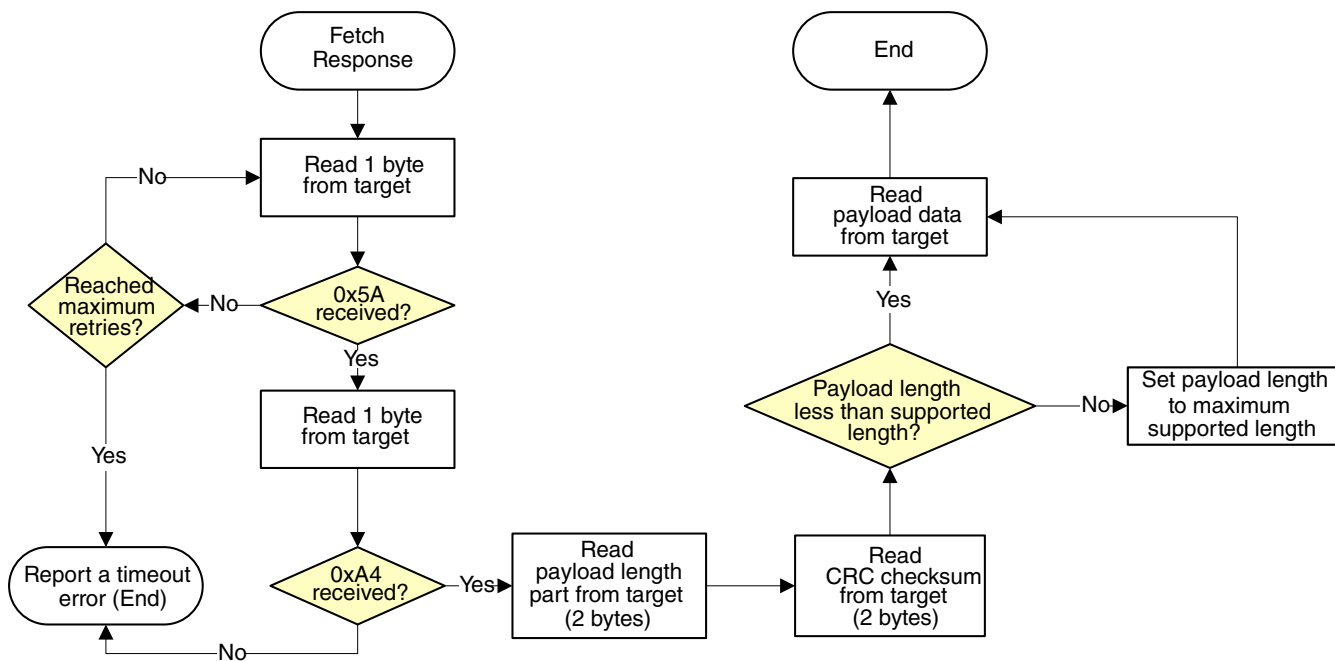 Fetch
Response
End
No
Read 1 byte
from target
Read
payload data
from target
Reached
maximum
retries?
No
0x5A
received?
Yes
Yes
Read 1 byte
from target
Payload length
less than supported
length?
No
Set payload length
to maximum
supported length
Yes
Report a timeout
error (End)
0xA4
received?
Yes
Read
payload length
part from target
(2 bytes)
Read
CRC checksum
from target
(2 bytes)
No